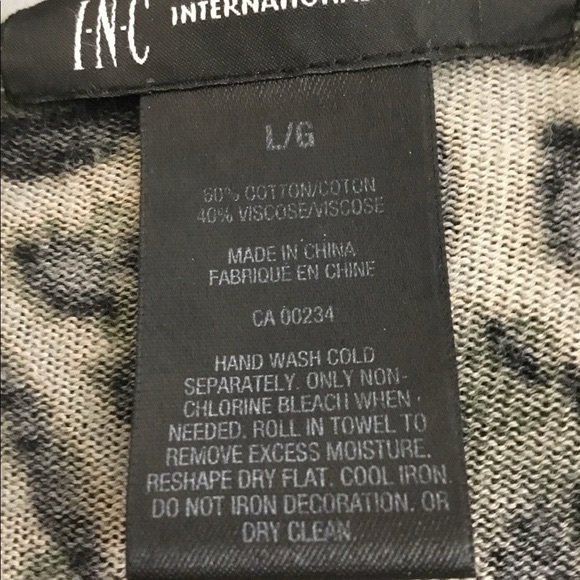 I·N·C INTERNATIONAL
L/G
60% COTTON/COTON
40% VISCOSE/VISCOSE
MADE IN CHINA
FABRIQUE EN CHINE
CA 00234
HAND WASH COLD
SEPARATELY. ONLY NON-
CHLORINE BLEACH WHEN
NEEDED. ROLL IN TOWEL TO
REMOVE EXCESS MOISTURE.
RESHAPE DRY FLAT. COOL IRON.
DO NOT IRON DECORATION. OR
DRY CLEAN.